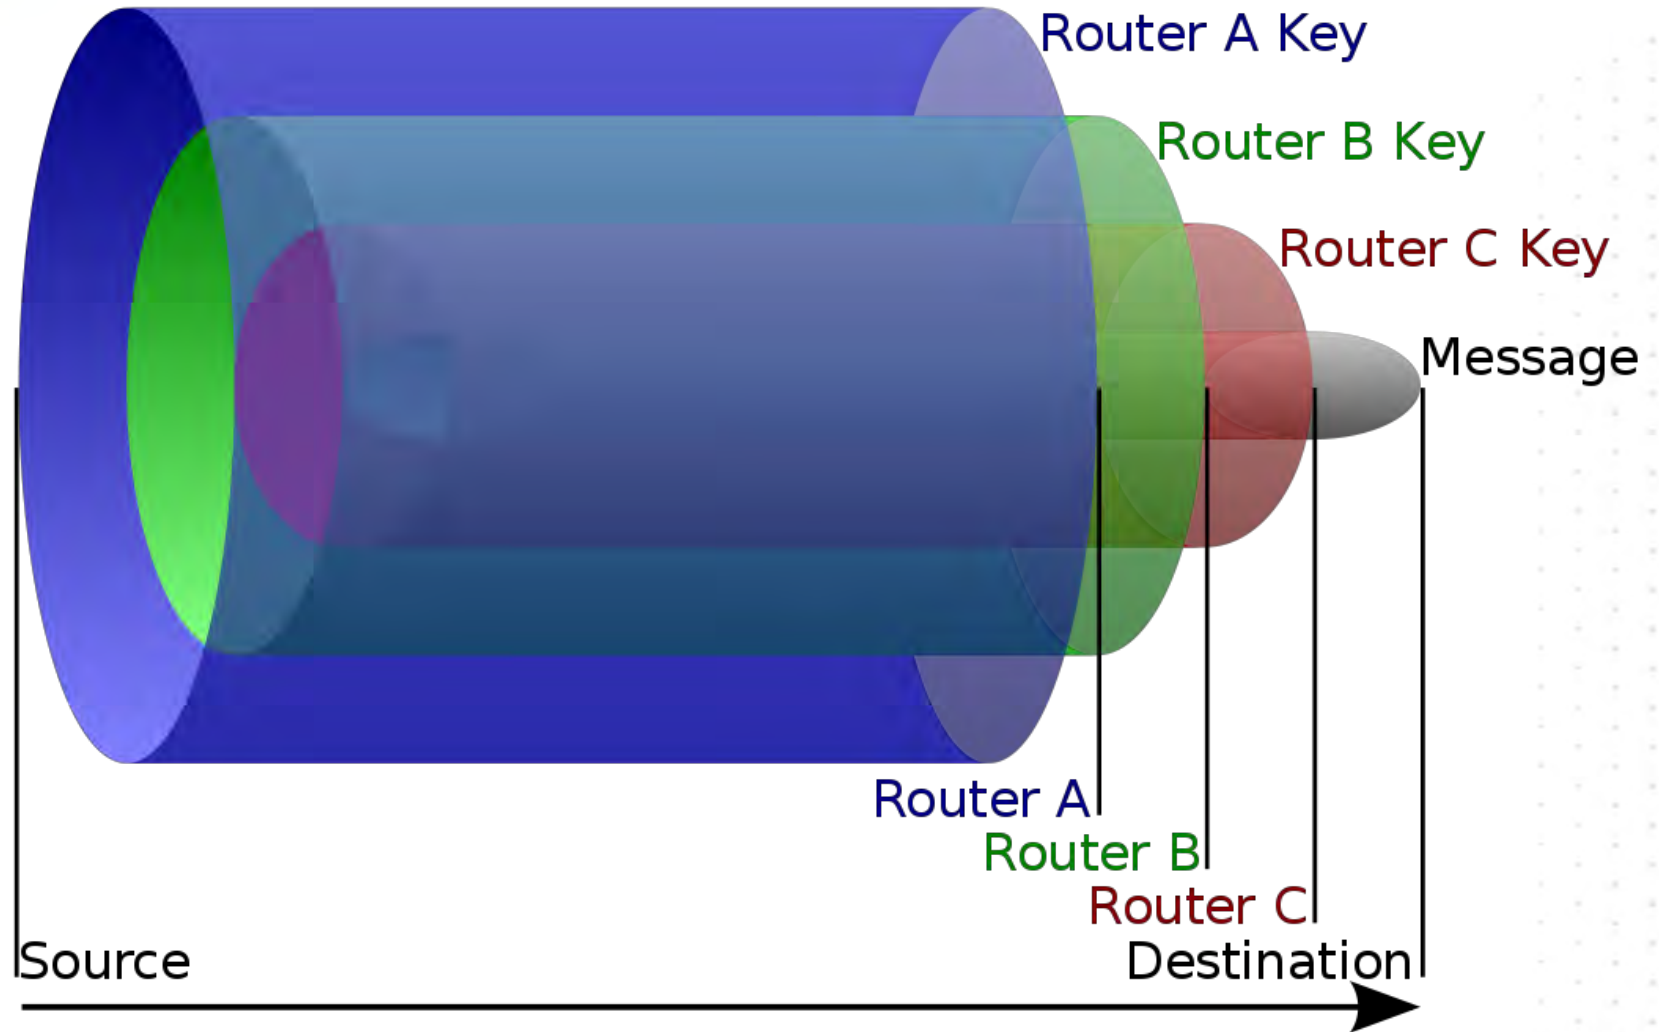 Router A Key
Router B Key
Router C Key
Message
Router A
Router B
Router C
Source
Destination